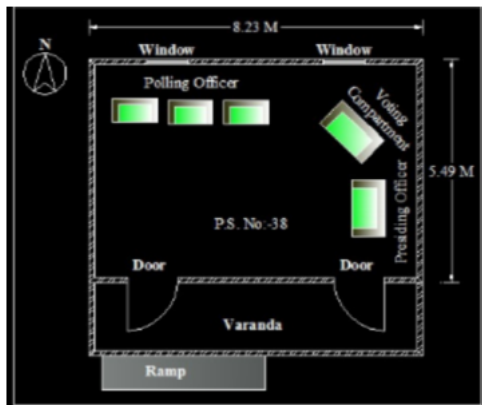 8.23 M
N
Window
Window
Polling Officer
Voting
Compartment
5.49 M
Presiding Officer
P.S. No:-38
Door
Door
Varanda
Ramp